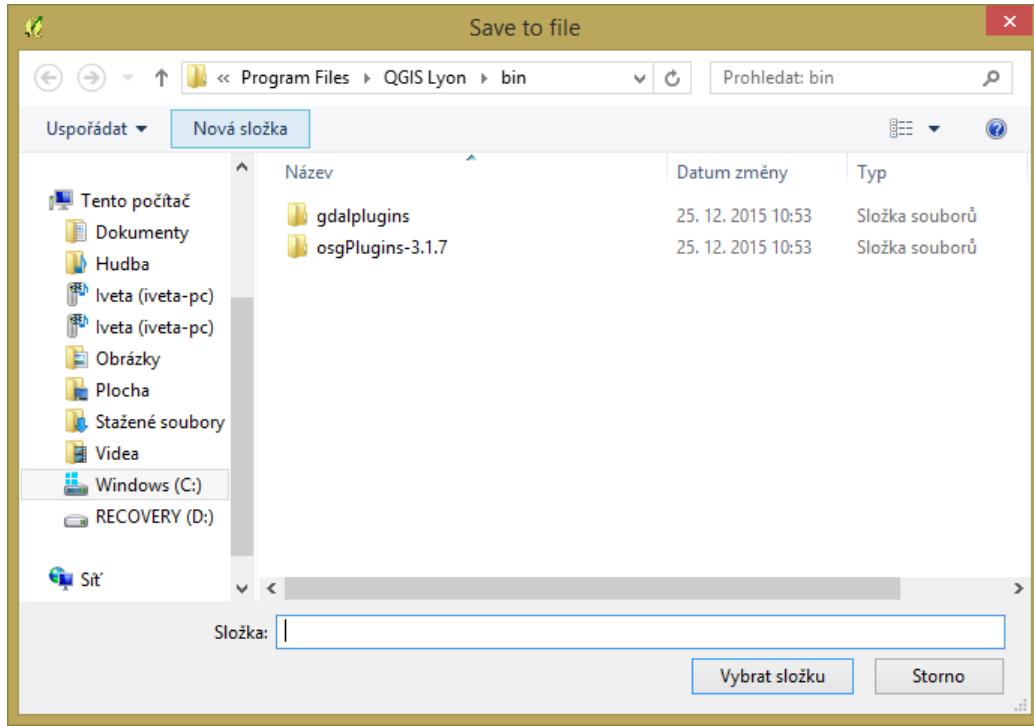 Save to file
« Program Files QGIS Lyon bin Prohledat: bin
Uspořádat Nová složka
Název Datum změny Typ
Tento počítač
Dokumenty
Hudba
Iveta (iveta-pc)
Iveta (iveta-pc)
Obrázky
Plocha
Stažené soubory
Videa
Windows (C:)
RECOVERY (D:)
Síť
gdalplugins 25. 12. 2015 10:53 Složka souborů
osgPlugins-3.1.7 25. 12. 2015 10:53 Složka souborů
Složka:
Vybrat složku Storno